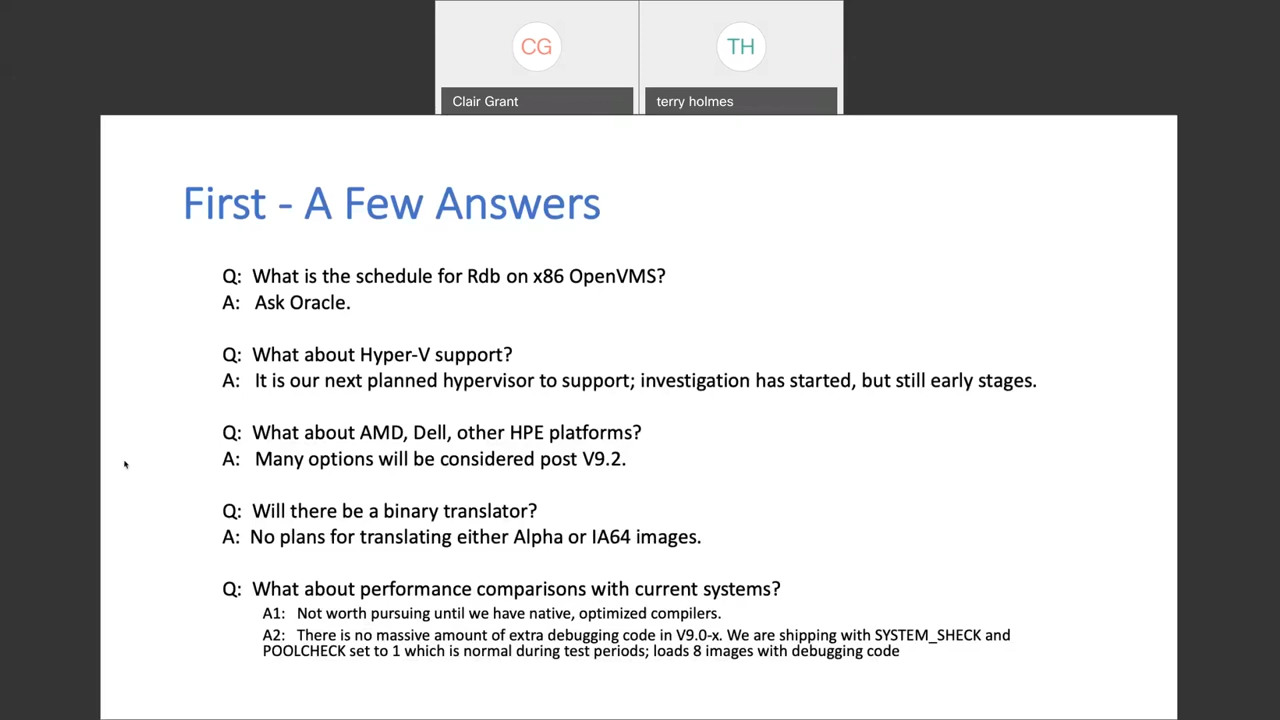 CG
TH
Clair Grant
terry holmes
First - A Few Answers
Q: What is the schedule for Rdb on x86 OpenVMS?
A: Ask Oracle.
Q: What about Hyper-V support?
A: It is our next planned hypervisor to support; investigation has started, but still early stages.
Q: What about AMD, Dell, other HPE platforms?
A: Many options will be considered post V9.2.
Q: Will there be a binary translator?
A: No plans for translating either Alpha or IA64 images.
Q: What about performance comparisons with current systems?
A1: Not worth pursuing until we have native, optimized compilers.
A2: There is no massive amount of extra debugging code in V9.0-x. We are shipping with SYSTEM_SHECK and
POOLCHECK set to 1 which is normal during test periods; loads 8 images with debugging code